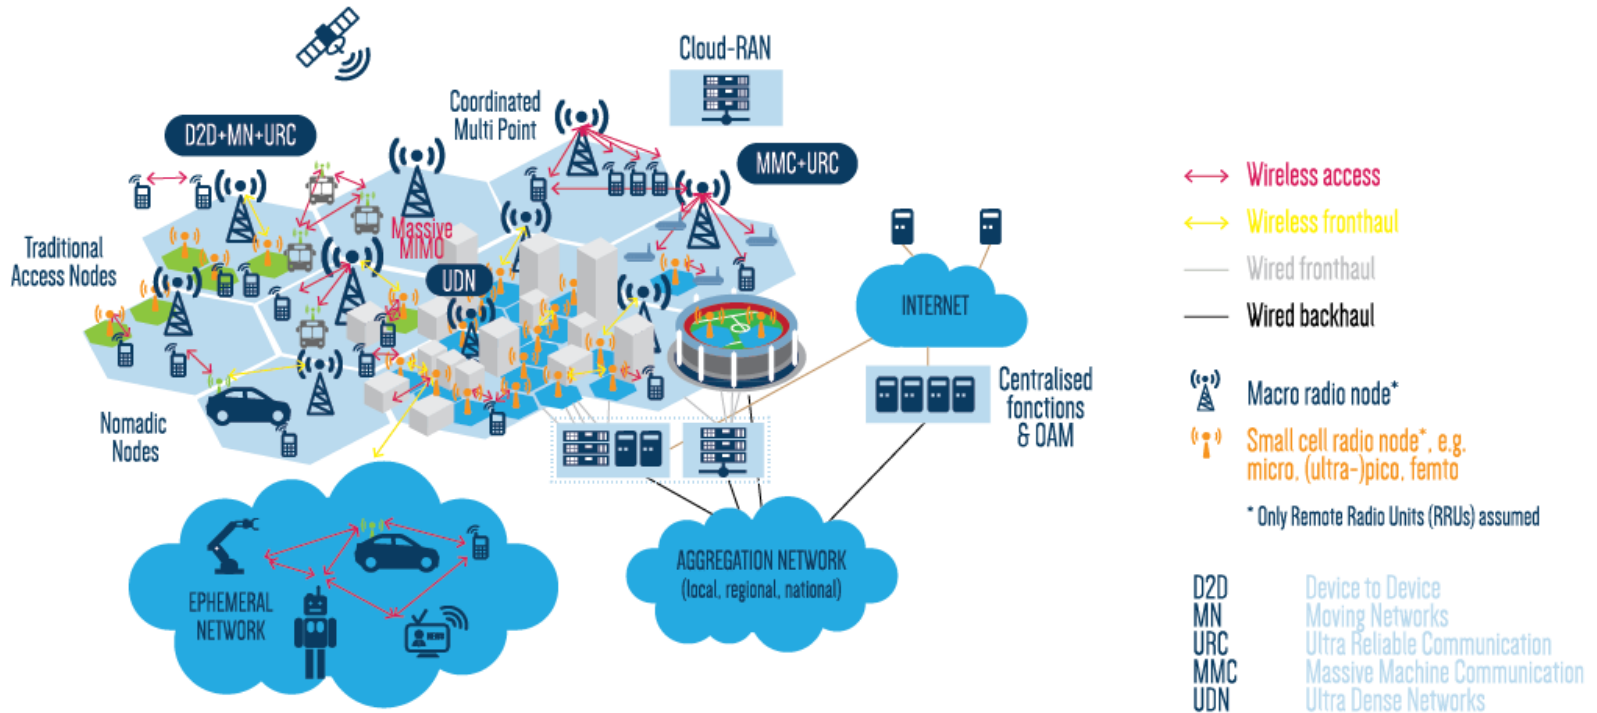 Cloud-RAN
Coordinated
Multi Point
D2D+MN+URC
MMC+URC
Traditional
Access Nodes
Massive
MIMO
UDN
INTERNET
Nomadic
Nodes
Centralised
fonctions
& OAM
EPHEMERAL
NETWORK
NEWS
AGGREGATION NETWORK
(local, regional, national)
Wireless access
Wireless fronthaul
Wired fronthaul
Wired backhaul
Macro radio node*
Small cell radio node*, e.g.
micro, (ultra-)pico, femto
* Only Remote Radio Units (RRUs) assumed
D2D Device to Device
MN Moving Networks
URC Ultra Reliable Communication
MMC Massive Machine Communication
UDN Ultra Dense Networks